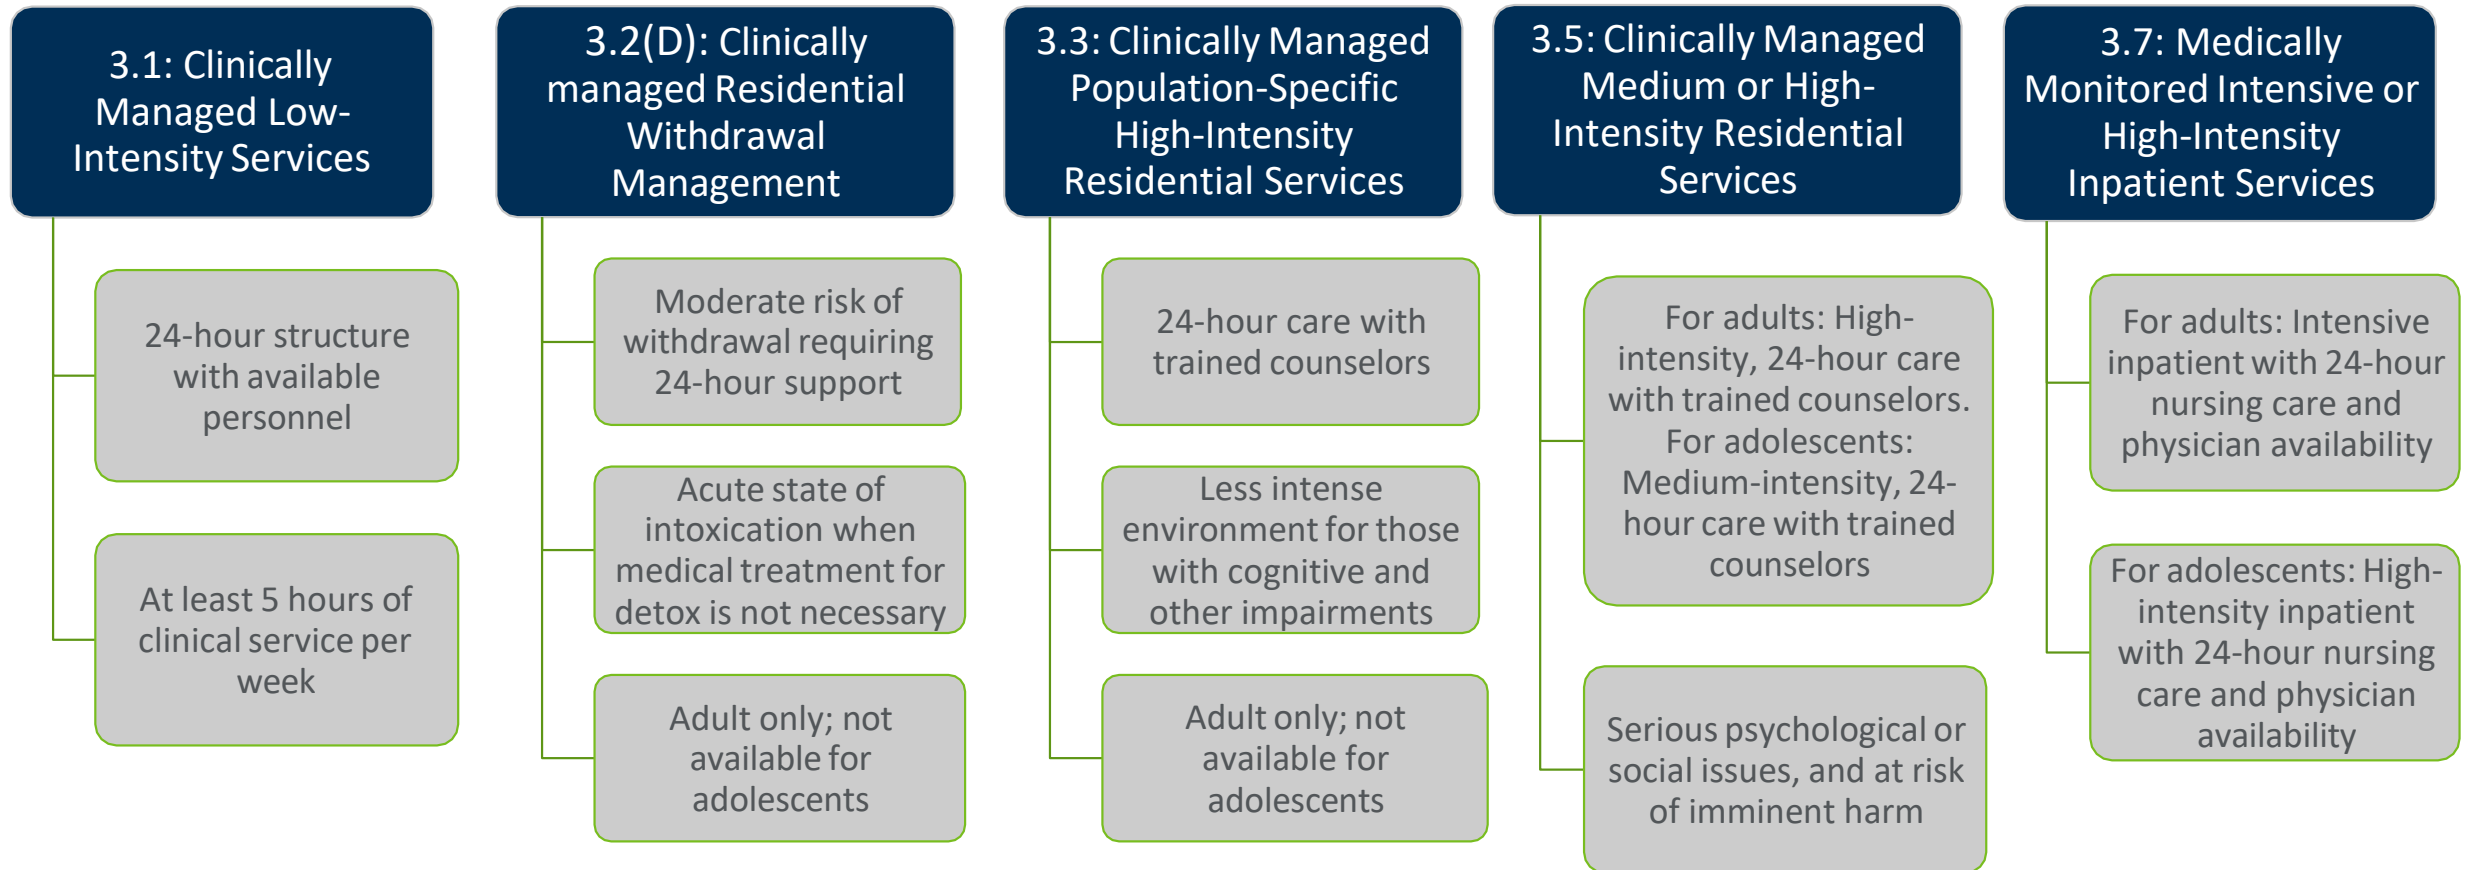 3.1: Clinically
Managed Low-
Intensity Services
24-hour structure
with available
personnel
At least 5 hours of
clinical service per
week
3.2(D): Clinically
managed Residential
Withdrawal
Management
Moderate risk of
withdrawal requiring
24-hour support
Acute state of
intoxication when
medical treatment for
detox is not necessary
Adult only; not
available for
adolescents
3.3: Clinically Managed
Population-Specific
High-Intensity
Residential Services
24-hour care with
trained counselors
Less intense
environment for those
with cognitive and
other impairments
Adult only; not
available for
adolescents
3.5: Clinically Managed
Medium or High-
Intensity Residential
Services
For adults: High-
intensity, 24-hour care
with trained counselors.
For adolescents:
Medium-intensity, 24-
hour care with trained
counselors
Serious psychological or
social issues, and at risk
of imminent harm
3.7: Medically
Monitored Intensive or
High-Intensity
Inpatient Services
For adults: Intensive
inpatient with 24-hour
nursing care and
physician availability
For adolescents: High-
intensity inpatient
with 24-hour nursing
care and physician
availability